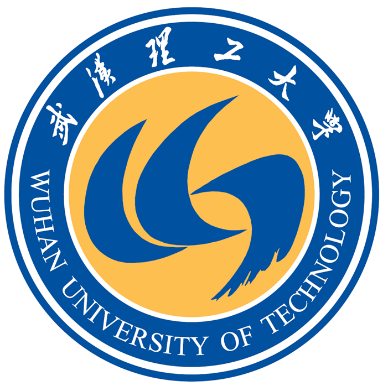 武漢理工大學
WUHAN UNIVERSITY OF TECHNOLOGY